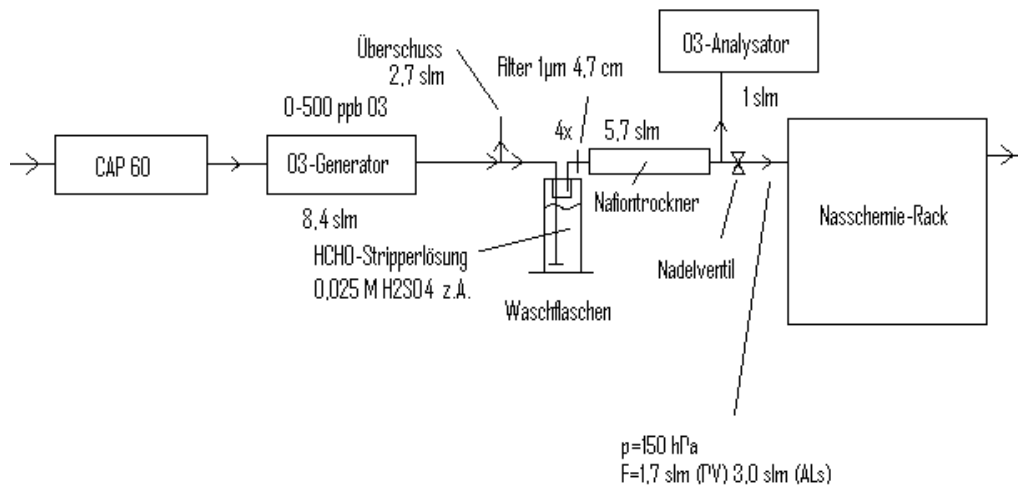 Überschuss
2,7 slm
Filter 1µm 4,7 cm
O3-Analysator
0-500 ppb O3
4x
5,7 slm
1 slm
CAP 60
O3-Generator
Nafiontrockner
Nasschemie-Rack
8,4 slm
HCHO-Stripperlösung
0,025 M H2SO4 z.A.
Nadelventil
Waschflaschen
p=150 hPa
F=1,7 slm (PV) 3,0 slm (ALs)